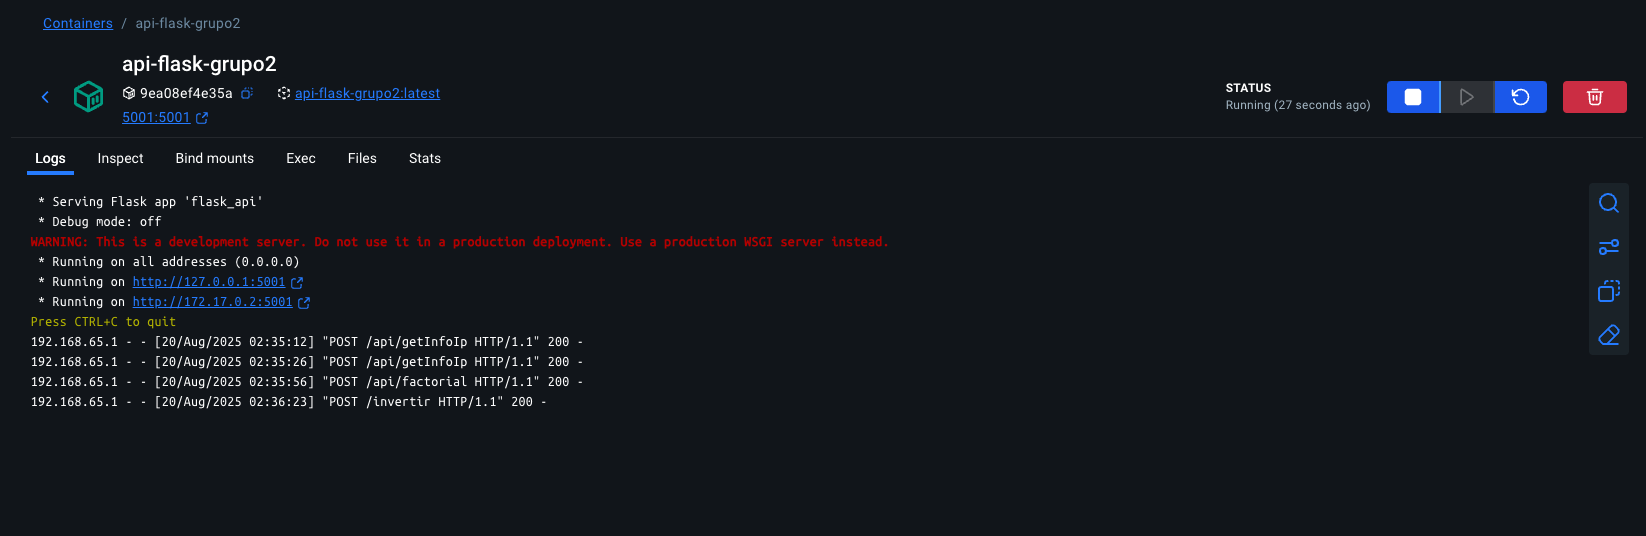 Containers / api-flask-grupo2
api-flask-grupo2
9ea08ef4e35a api-flask-grupo2:latest
5001:5001
STATUS
Running (27 seconds ago)
Logs Inspect Bind mounts Exec Files Stats
* Serving Flask app 'flask_api'
* Debug mode: off
WARNING: This is a development server. Do not use it in a production deployment. Use a production WSGI server instead.
* Running on all addresses (0.0.0.0)
* Running on http://127.0.0.1:5001
* Running on http://172.17.0.2:5001
Press CTRL+C to quit
192.168.65.1 - - [20/Aug/2025 02:35:12] "POST /api/getInfoIp HTTP/1.1" 200 -
192.168.65.1 - - [20/Aug/2025 02:35:26] "POST /api/getInfoIp HTTP/1.1" 200 -
192.168.65.1 - - [20/Aug/2025 02:35:56] "POST /api/factorial HTTP/1.1" 200 -
192.168.65.1 - - [20/Aug/2025 02:36:23] "POST /invertir HTTP/1.1" 200 -